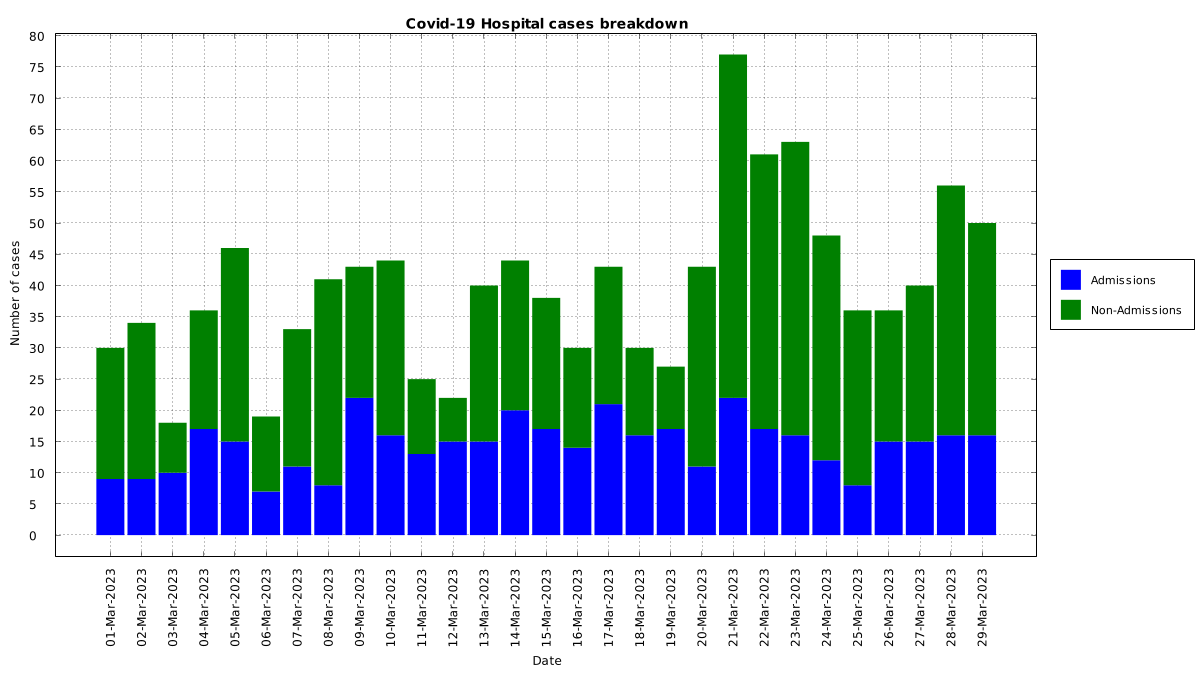 Covid-19 Hospital cases breakdown
80
75
70
65
60
55
50
45
40
35
30
25
20
15
10
5
0
Number of cases
01-Mar-2023
02-Mar-2023
03-Mar-2023
04-Mar-2023
05-Mar-2023
06-Mar-2023
07-Mar-2023
08-Mar-2023
09-Mar-2023
10-Mar-2023
11-Mar-2023
12-Mar-2023
13-Mar-2023
14-Mar-2023
15-Mar-2023
16-Mar-2023
17-Mar-2023
18-Mar-2023
19-Mar-2023
20-Mar-2023
21-Mar-2023
22-Mar-2023
23-Mar-2023
24-Mar-2023
25-Mar-2023
26-Mar-2023
27-Mar-2023
28-Mar-2023
29-Mar-2023
Date
Admissions
Non-Admissions